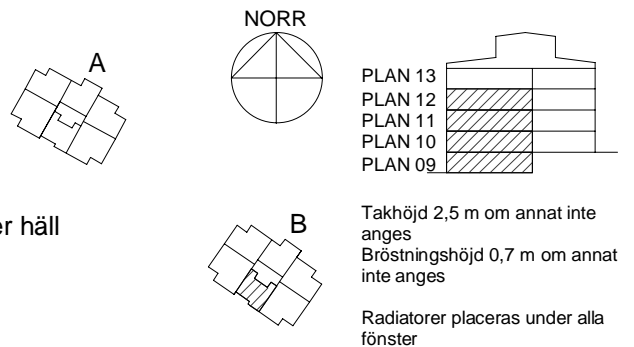 NORR
A
PLAN 13
PLAN 12
PLAN 11
PLAN 10
PLAN 09
er häll
B
Takhöjd 2,5 m om annat inte
anges
Bröstningshöjd 0,7 m om annat
inte anges
Radiatorer placeras under alla
fönster